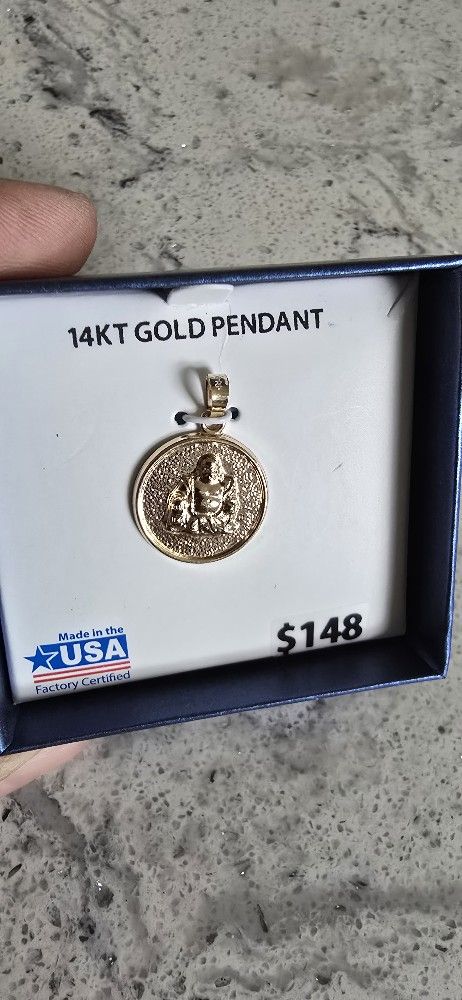 14KT GOLD PENDANT
Made in the
USA
Factory Certified
$148